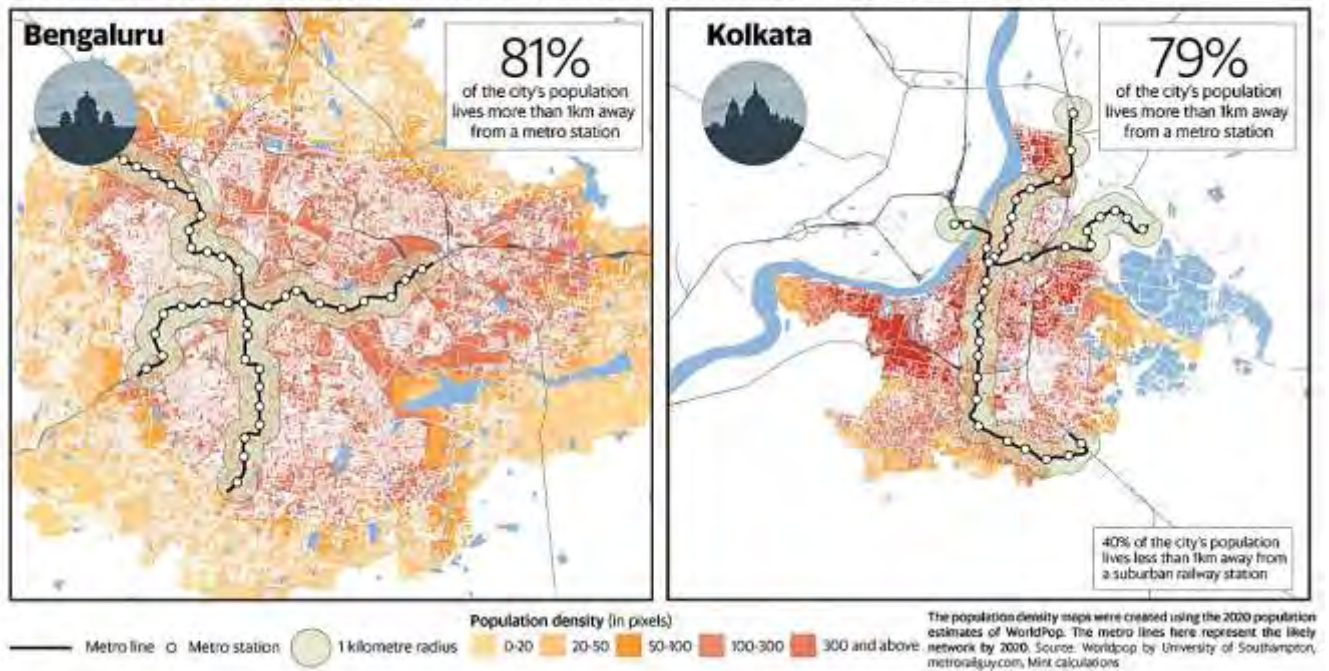 Bengaluru
81%
of the city's population
lives more than 1km away
from a metro station
Kolkata
79%
of the city's population
lives more than 1km away
from a metro station
40% of the city's population
lives less than 1km away from
a suburban railway station
Metro line
Metro station
1 kilometre radius
Population density (in pixels)
0-20
20-50
50-100
100-300
300 and above
The population density maps were created using the 2020 population
estimates of WorldPop. The metro lines here represent the likely
network by 2020. Source: Worldpop by University of Southampton,
metrorailguy.com, Mint calculations